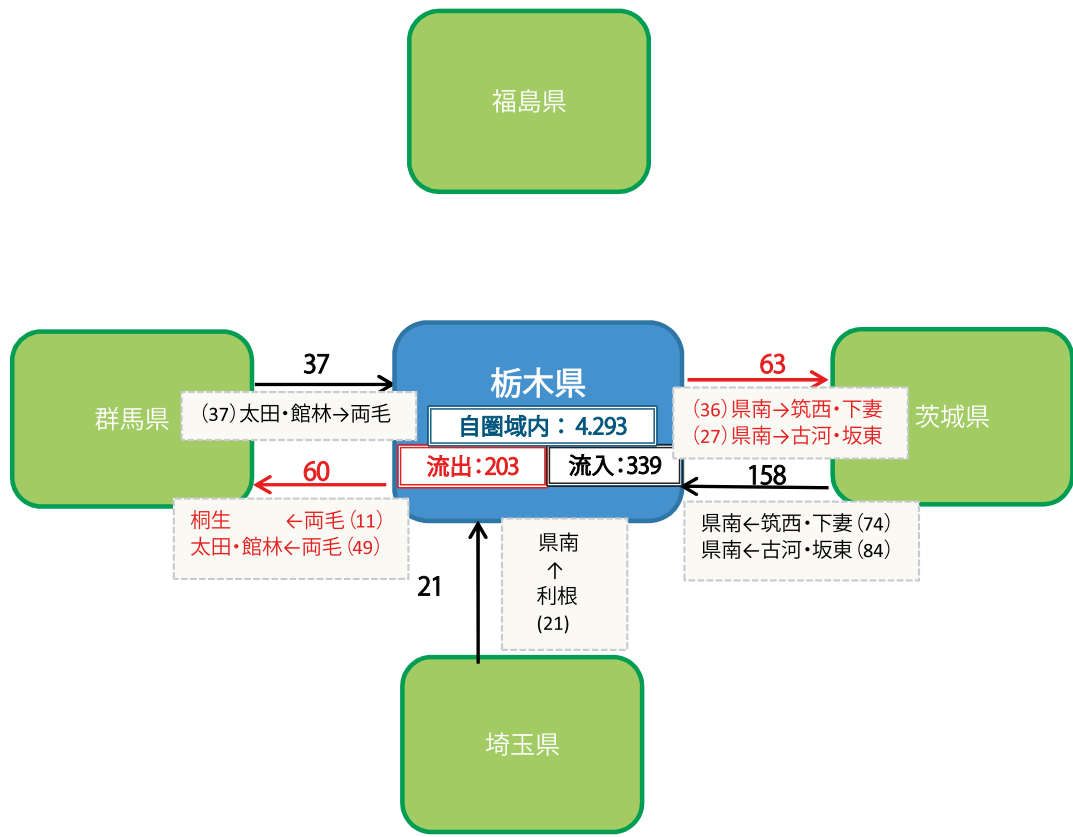 福島県
栃木県
自圏域内 : 4.293
流出:203
流入:339
群馬県
37
(37)太田・館林→両毛
60
桐生 ←両毛(11)
太田・館林←両毛(49)
63
(36)県南→筑西・下妻
(27)県南→古河・坂東
茨城県
158
県南←筑西・下妻(74)
県南←古河・坂東(84)
21
県南
↑
利根
(21)
埼玉県